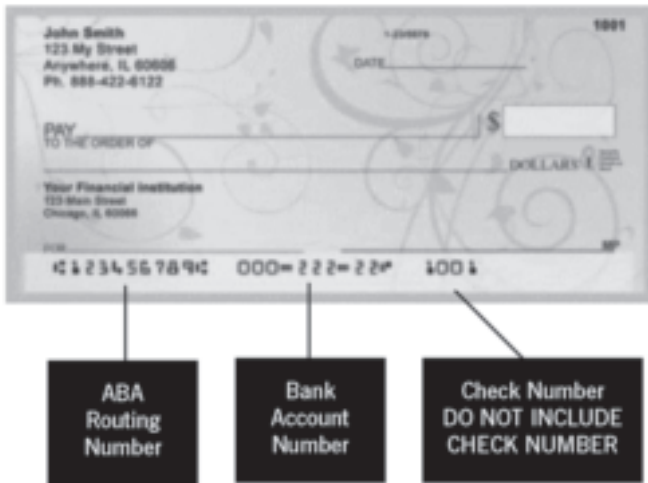 John Smith
1001
123 My Street
Anywhere, IL 60606
Ph. 888-422-6122
DATE
PAY
TO THE ORDER OF
$
DOLLARS
Your Financial Institution
123 Main Street
Chicago, IL 60066
FOR
MP
⑆123456789⑆ 000⑉222⑉22⑈ 1001
ABA
Routing
Number
Bank
Account
Number
Check Number
DO NOT INCLUDE
CHECK NUMBER